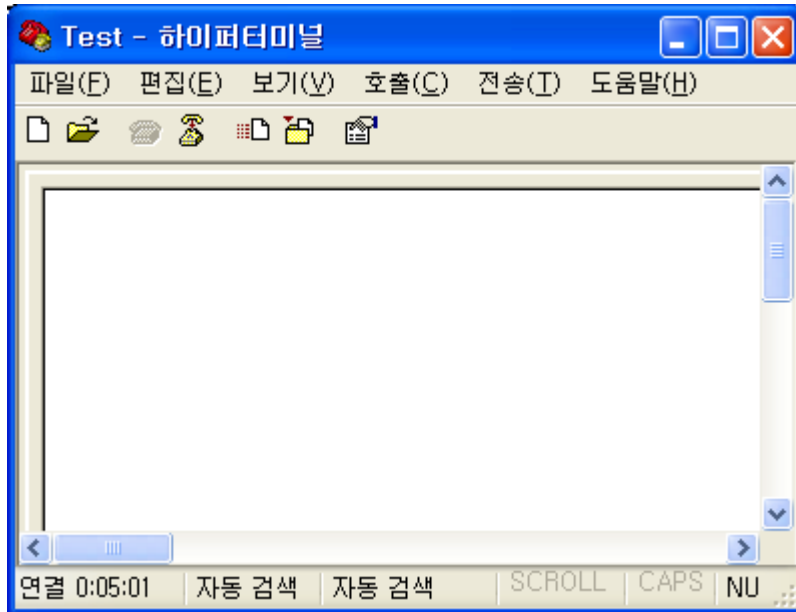 Test - 하이퍼터미널
파일(F) 편집(E) 보기(V) 호출(C) 전송(T) 도움말(H)
연결 0:05:01 자동 검색 자동 검색 SCROLL CAPS NU